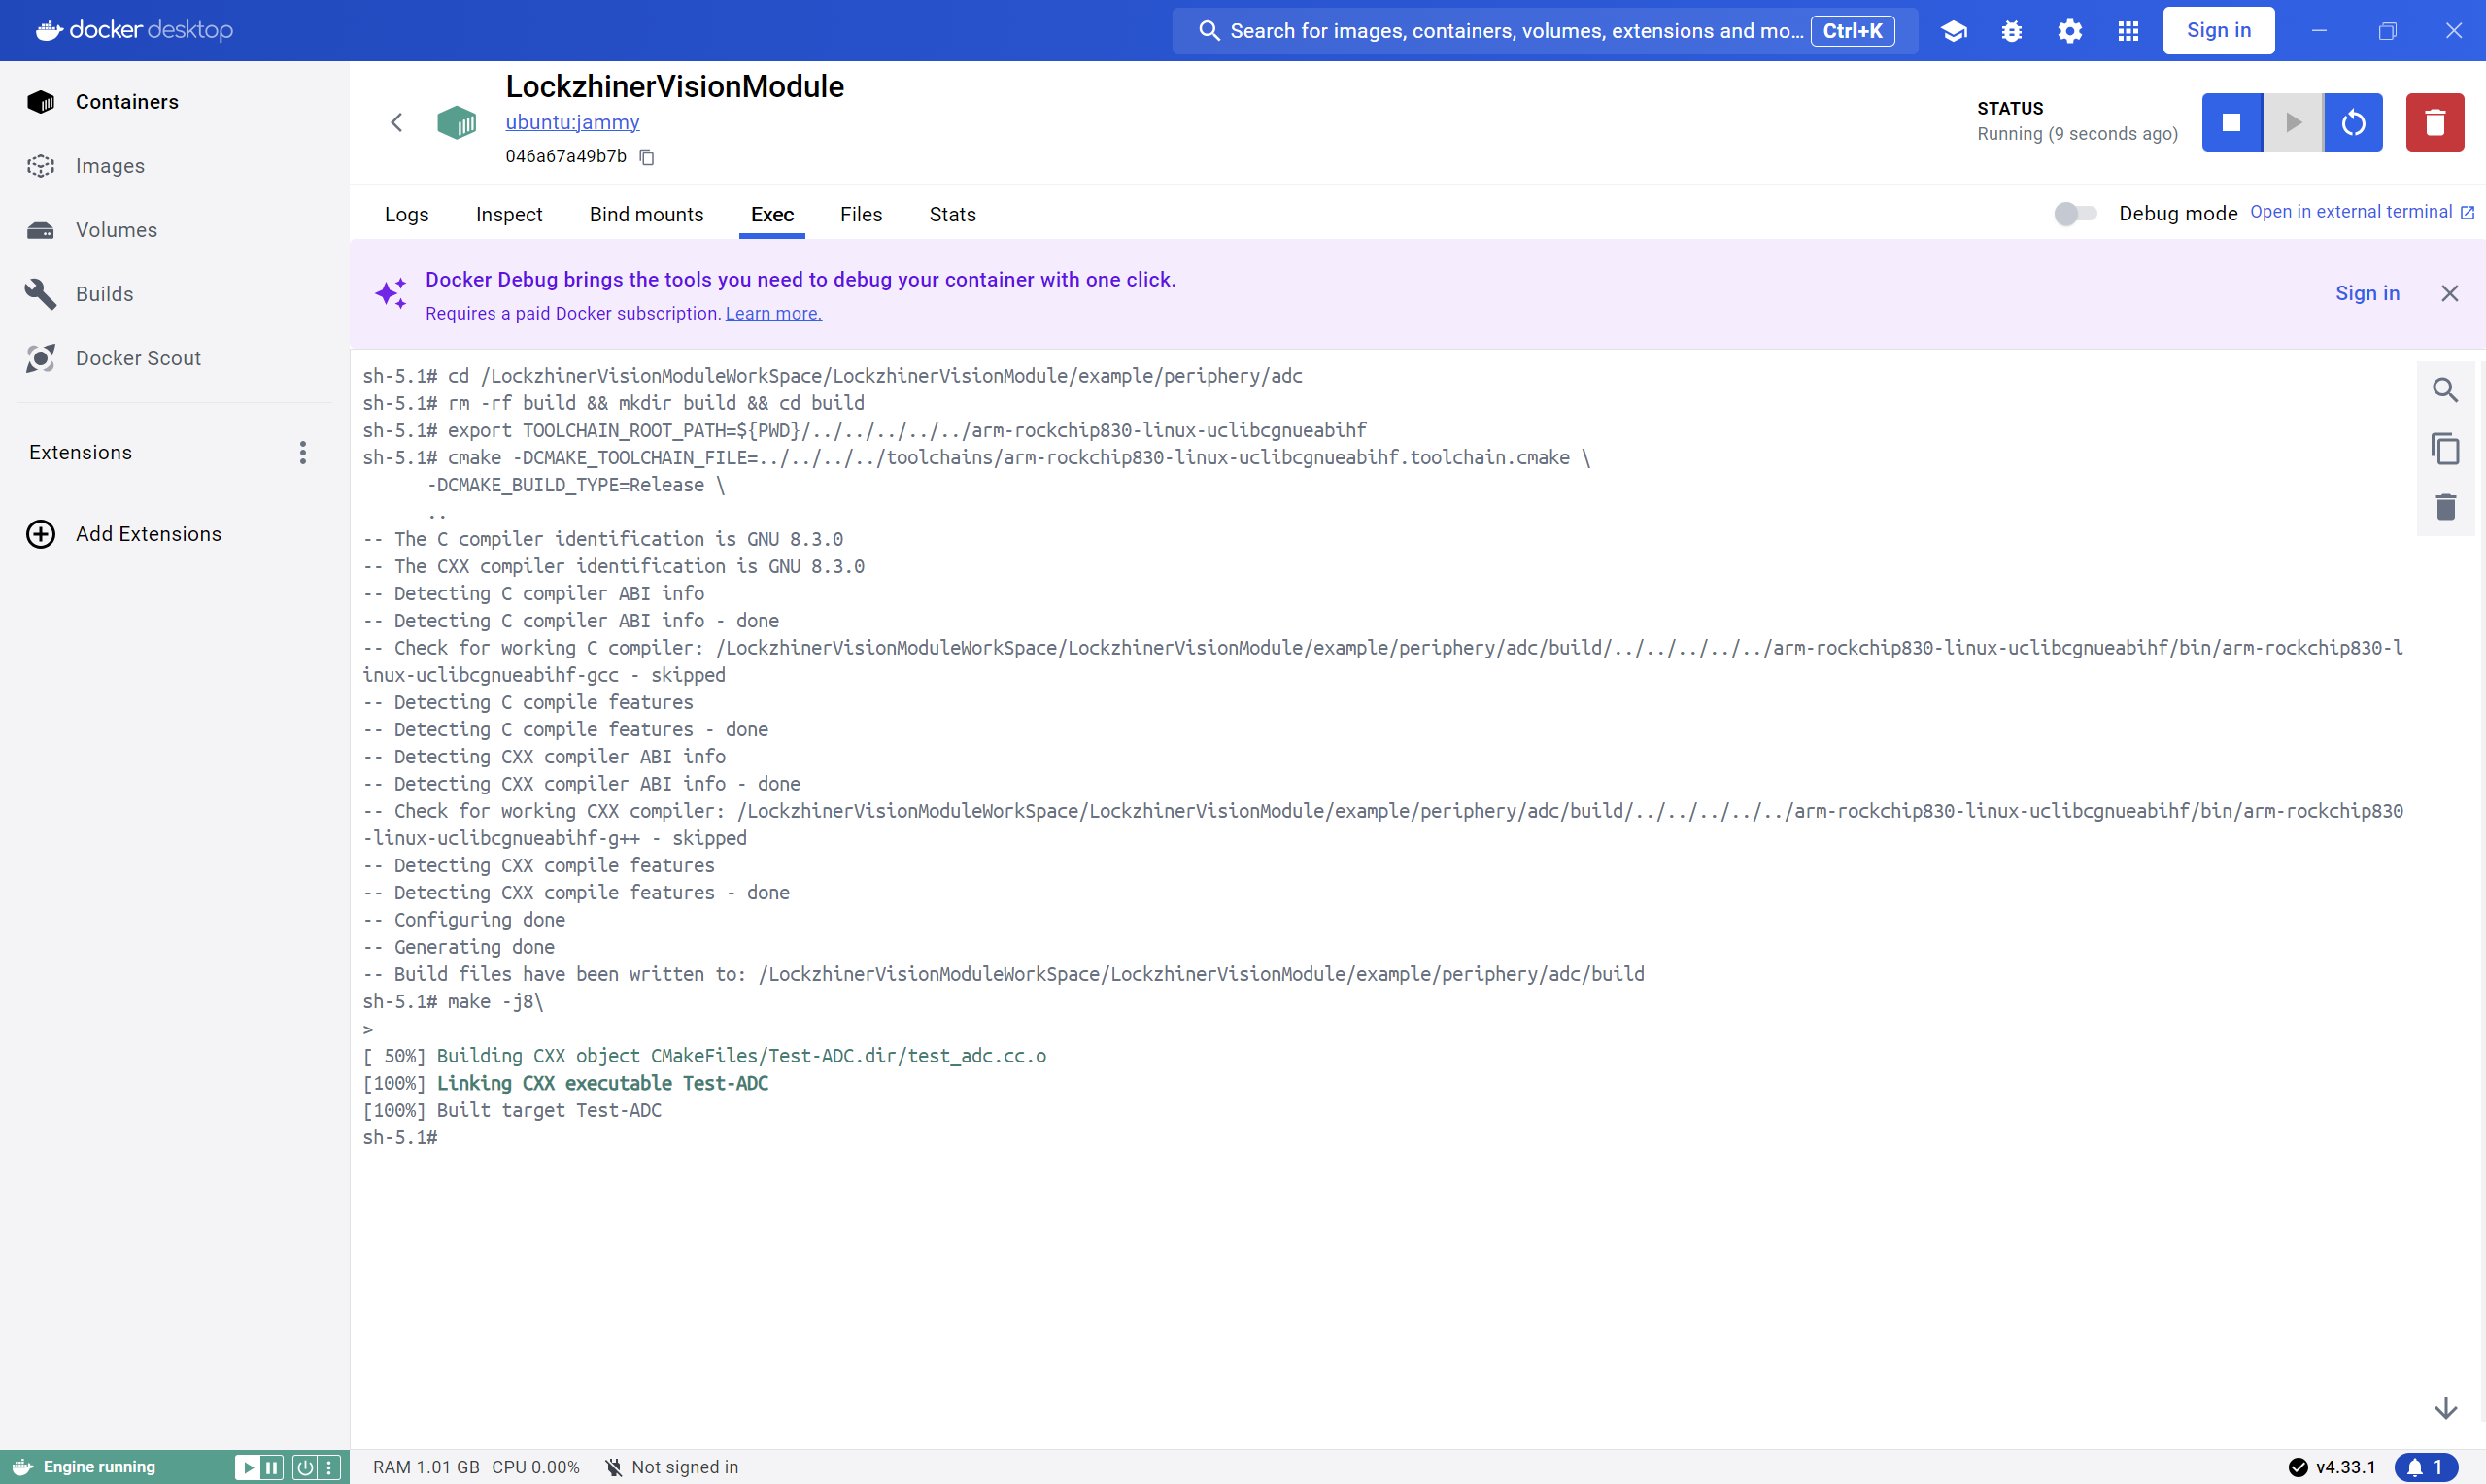 docker desktop
Search for images, containers, volumes, extensions and mo... Ctrl+K
Sign in
Containers
Images
Volumes
Builds
Docker Scout
Extensions
Add Extensions
LockzhinerVisionModule
ubuntu:jammy
046a67a49b7b
STATUS
Running (9 seconds ago)
Logs Inspect Bind mounts Exec Files Stats
Debug mode Open in external terminal
Docker Debug brings the tools you need to debug your container with one click.
Requires a paid Docker subscription. Learn more.
Sign in
sh-5.1# cd /LockzhinerVisionModuleWorkSpace/LockzhinerVisionModule/example/periphery/adc
sh-5.1# rm -rf build && mkdir build && cd build
sh-5.1# export TOOLCHAIN_ROOT_PATH=${PWD}/../../../../../arm-rockchip830-linux-uclibcgnueabihf
sh-5.1# cmake -DCMAKE_TOOLCHAIN_FILE=../../../../toolchains/arm-rockchip830-linux-uclibcgnueabihf.toolchain.cmake \
-DCMAKE_BUILD_TYPE=Release \
..
-- The C compiler identification is GNU 8.3.0
-- The CXX compiler identification is GNU 8.3.0
-- Detecting C compiler ABI info
-- Detecting C compiler ABI info - done
-- Check for working C compiler: /LockzhinerVisionModuleWorkSpace/LockzhinerVisionModule/example/periphery/adc/build/../../../../../arm-rockchip830-linux-uclibcgnueabihf/bin/arm-rockchip830-l
inux-uclibcgnueabihf-gcc - skipped
-- Detecting C compile features
-- Detecting C compile features - done
-- Detecting CXX compiler ABI info
-- Detecting CXX compiler ABI info - done
-- Check for working CXX compiler: /LockzhinerVisionModuleWorkSpace/LockzhinerVisionModule/example/periphery/adc/build/../../../../../arm-rockchip830-linux-uclibcgnueabihf/bin/arm-rockchip830
-linux-uclibcgnueabihf-g++ - skipped
-- Detecting CXX compile features
-- Detecting CXX compile features - done
-- Configuring done
-- Generating done
-- Build files have been written to: /LockzhinerVisionModuleWorkSpace/LockzhinerVisionModule/example/periphery/adc/build
sh-5.1# make -j8\
>
[ 50%] Building CXX object CMakeFiles/Test-ADC.dir/test_adc.cc.o
[100%] Linking CXX executable Test-ADC
[100%] Built target Test-ADC
sh-5.1#
Engine running
RAM 1.01 GB CPU 0.00% Not signed in
v4.33.1
1